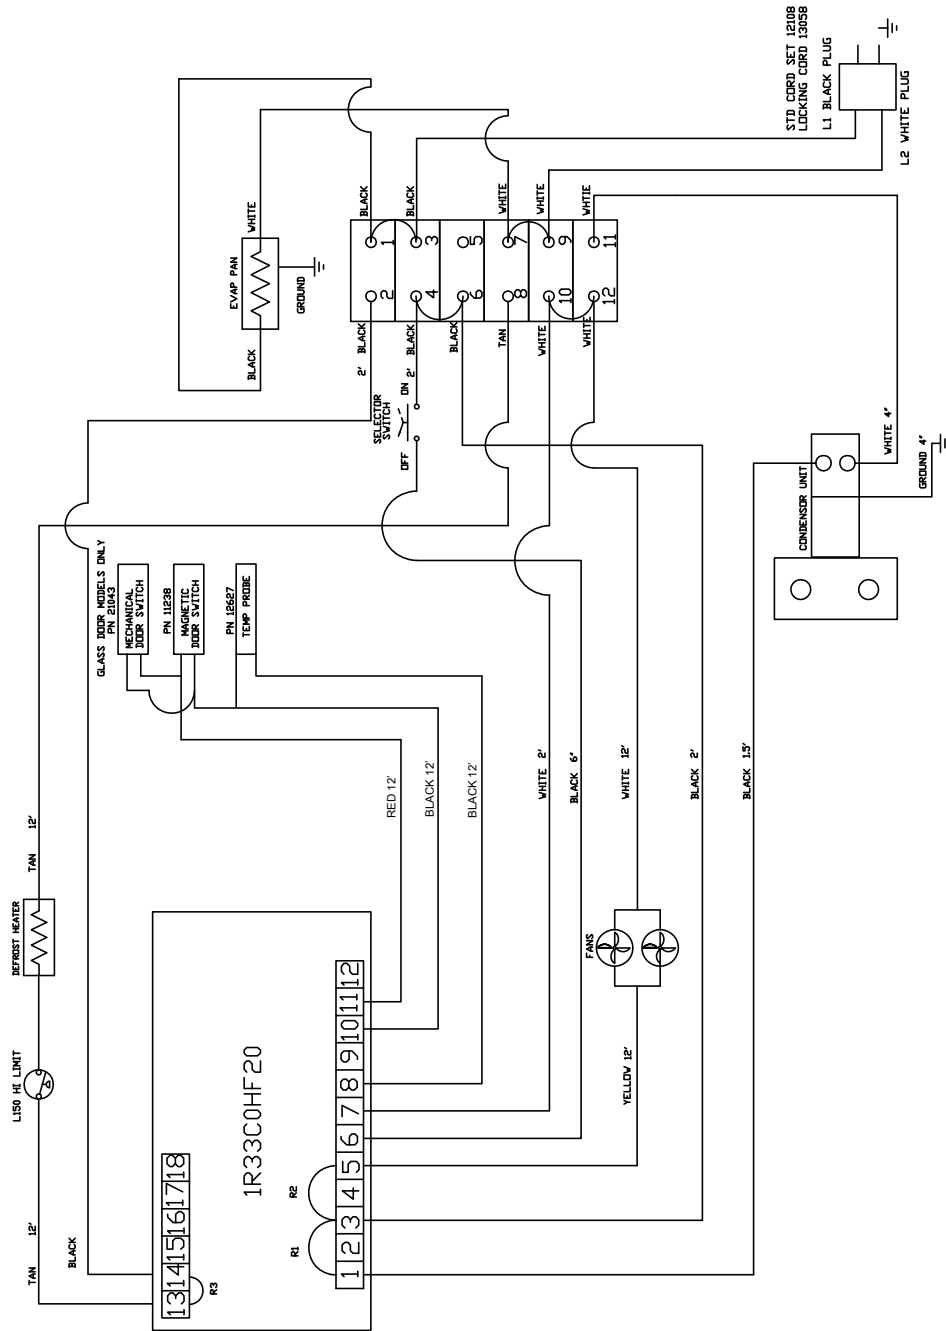 STD CORD SET 12108
LOCKING CORD 13058
L1 BLACK PLUG
L2 WHITE PLUG
EVAP PAN
WHITE
BLACK
GROUND
BLACK
BLACK
WHITE
WHITE
WHTIE
1
3
5
7
9
11
2
4
6
8
10
12
2' BLACK
2' BLACK
BLACK
TAN
WHITE
WHITE
SELECTOR
SWITCH
ON
OFF
WHITE 4'
GROUND 4'
CONDENSOR UNIT
GLASS DOOR MODELS ONLY
PN 21043
MECHANICAL
DOOR SWITCH
PN 11238
MAGNETIC
DOOR SWITCH
PN 12627
TEMP PROBE
RED 12'
BLACK 12'
BLACK 12'
WHITE 2'
BLACK 6'
WHITE 12'
BLACK 2'
BLACK 1.5'
TAN 12'
DEFROST HEATER
L150 HI LIMIT
FANS
YELLOW 12'
TAN 12'
BLACK
1R33C0HF20
13 14 15 16 17 18
R3
R1
R2
1 2 3 4 5 6 7 8 9 10 11 12